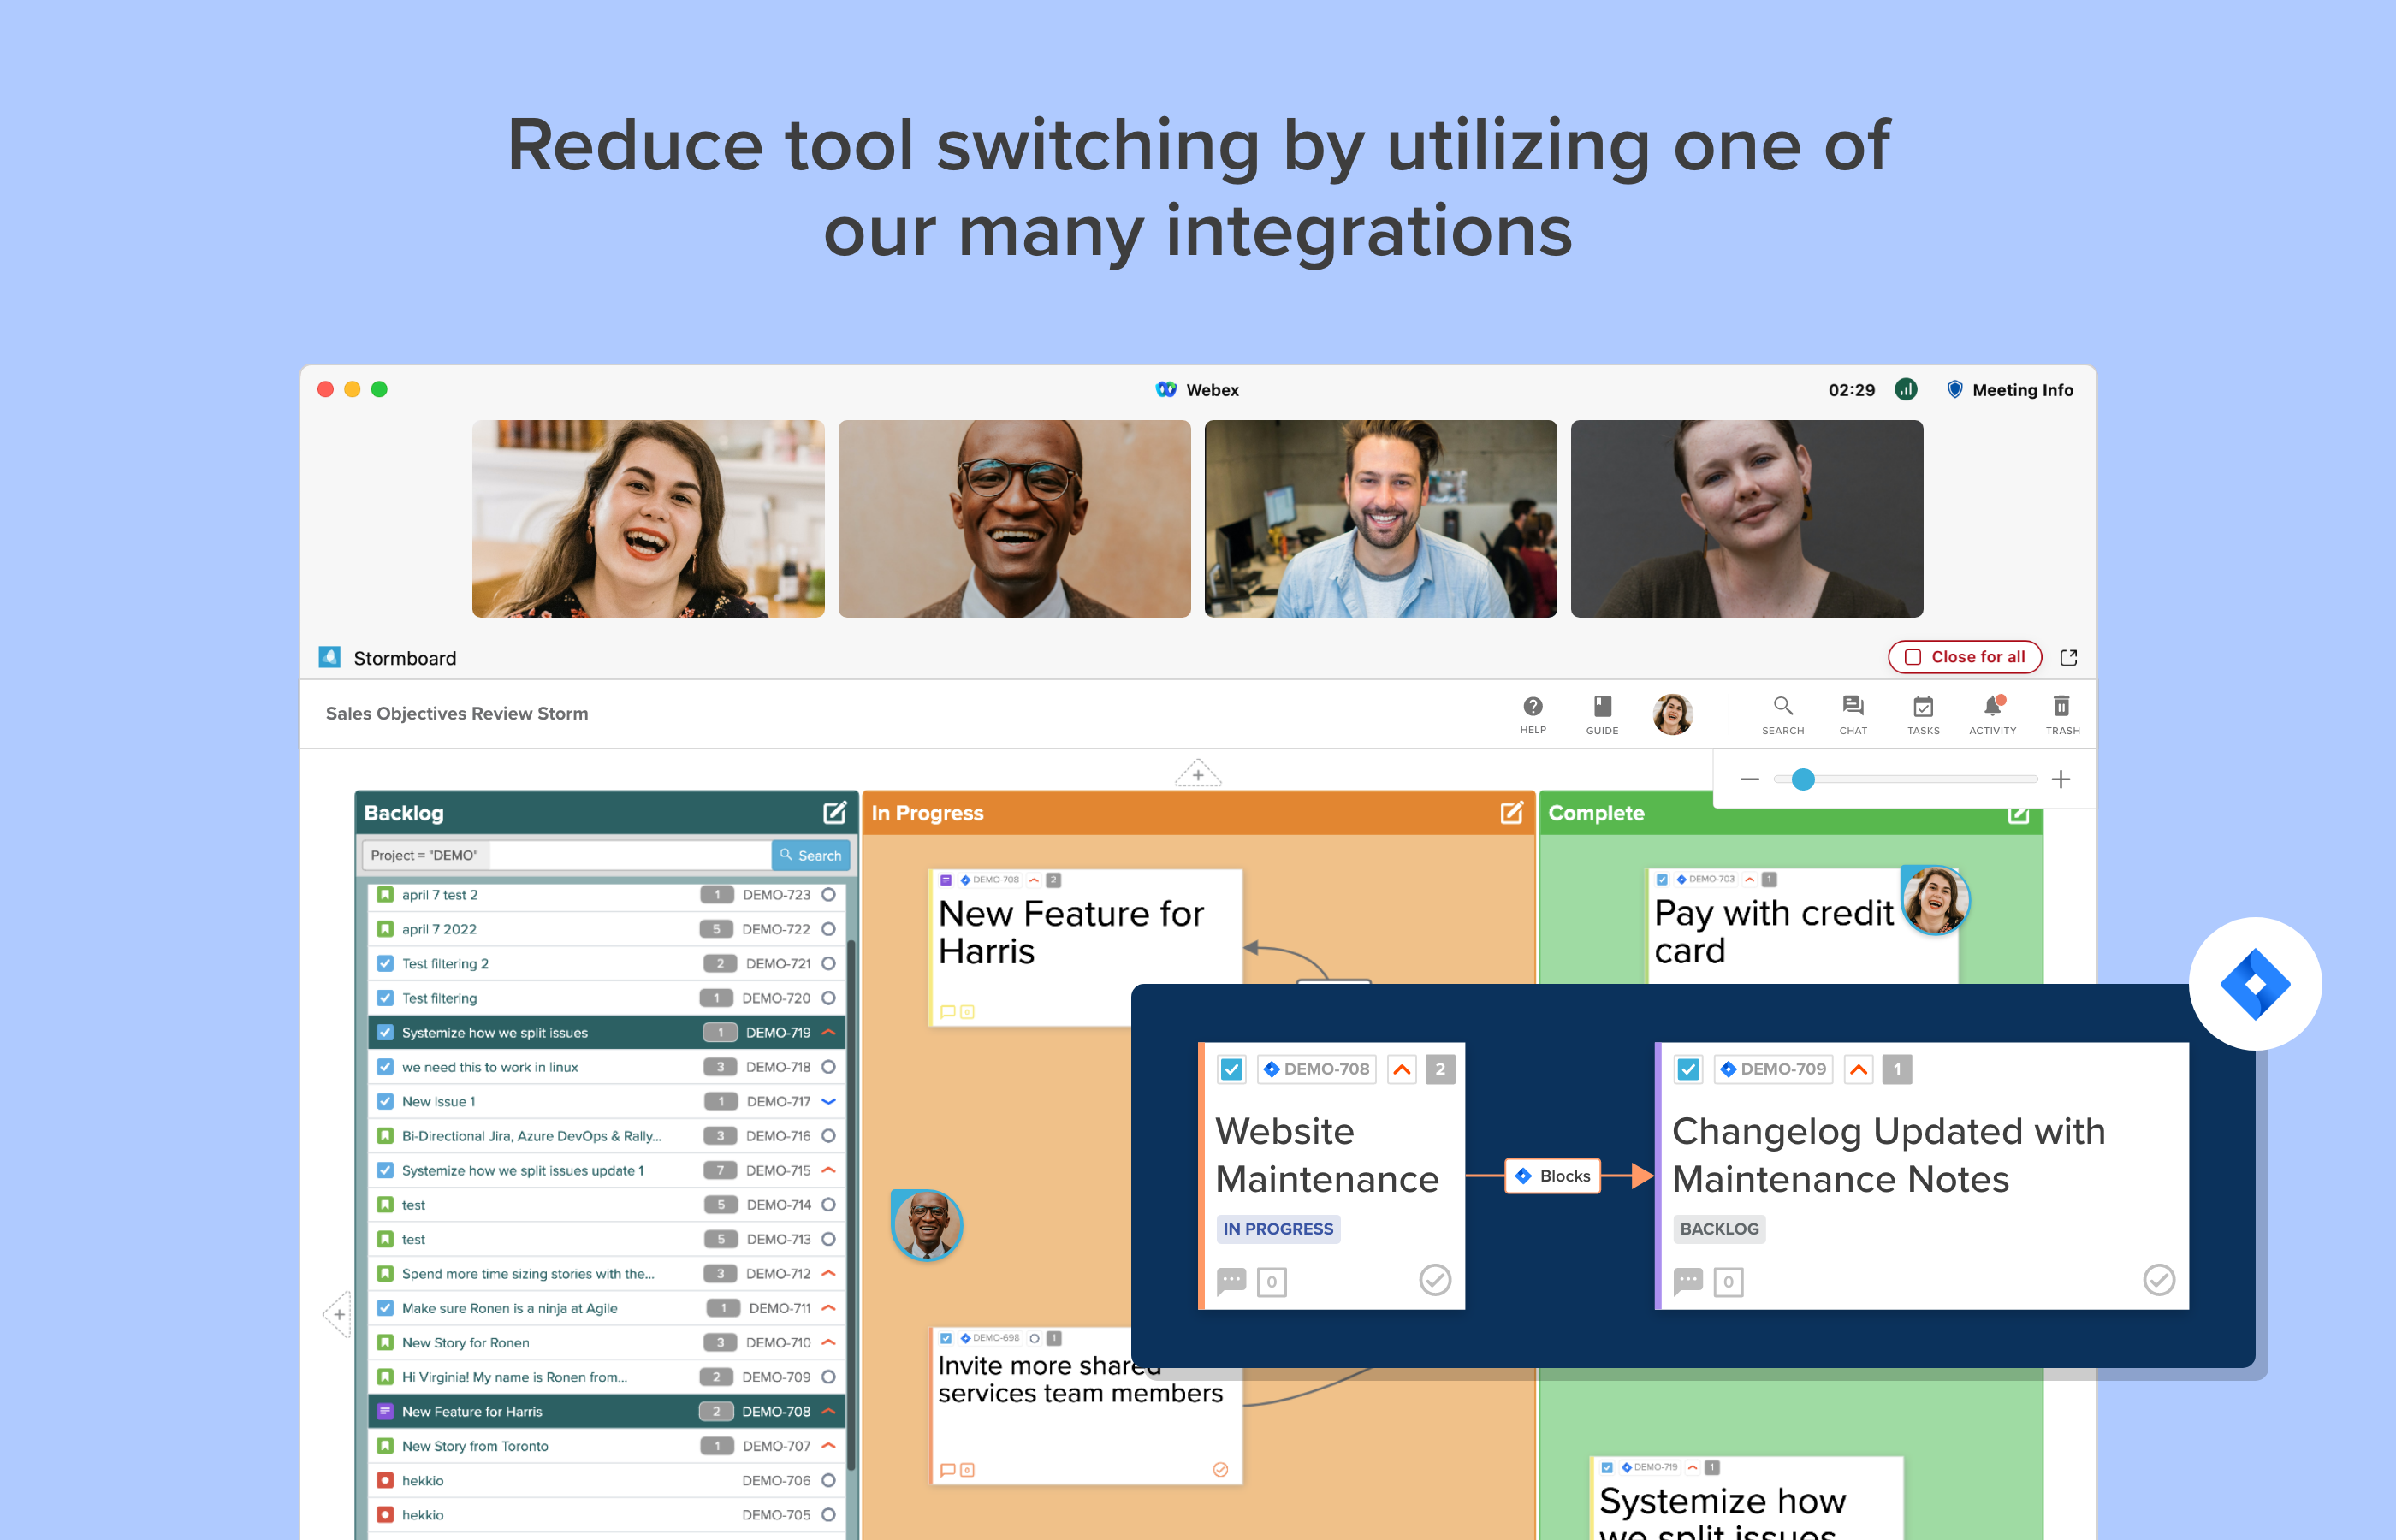 Reduce tool switching by utilizing one of
our many integrations
Webex
02:29
Meeting Info
Stormboard
Close for all
Sales Objectives Review Storm
HELP
GUIDE
SEARCH
CHAT
TASKS
ACTIVITY
TRASH
Backlog
Project = "DEMO"
Search
april 7 test 2 1 DEMO-723
april 7 2022 5 DEMO-722
Test filtering 2 2 DEMO-721
Test filtering 1 DEMO-720
Systemize how we split issues 1 DEMO-719
we need this to work in linux 3 DEMO-718
New Issue 1 1 DEMO-717
Bi-Directional Jira, Azure DevOps & Rally... 3 DEMO-716
Systemize how we split issues update 1 7 DEMO-715
test 5 DEMO-714
test 5 DEMO-713
Spend more time sizing stories with the... 3 DEMO-712
Make sure Ronen is a ninja at Agile 1 DEMO-711
New Story for Ronen 3 DEMO-710
Hi Virginia! My name is Ronen from... 2 DEMO-709
New Feature for Harris 2 DEMO-708
New Story from Toronto 1 DEMO-707
hekkio DEMO-706
hekkio DEMO-705
In Progress
DEMO-708 2
New Feature for
Harris
0
DEMO-698 1
Invite more shared
services team members
0
Complete
DEMO-703 1
Pay with credit
card
DEMO-708 2
Website
Maintenance
IN PROGRESS
0
Blocks
DEMO-709 1
Changelog Updated with
Maintenance Notes
BACKLOG
0
DEMO-719 1
Systemize how
we split issues